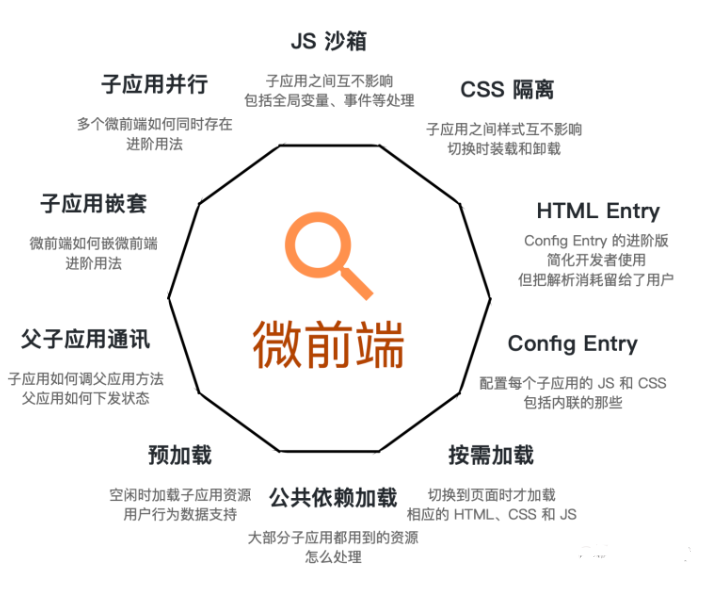 JS 沙箱
子应用之间互不影响
包括全局变量、事件等处理
CSS 隔离
子应用之间样式互不影响
切换时装载和卸载
HTML Entry
Config Entry 的进阶版
简化开发者使用
但把解析消耗留给了用户
Config Entry
配置每个子应用的 JS 和 CSS
包括内联的那些
按需加载
切换到页面时才加载
相应的 HTML、CSS 和 JS
公共依赖加载
大部分子应用都用到的资源
怎么处理
预加载
空闲时加载子应用资源
用户行为数据支持
父子应用通讯
子应用如何调父应用方法
父应用如何下发状态
子应用嵌套
微前端如何嵌微前端
进阶用法
子应用并行
多个微前端如何同时存在
进阶用法
微前端